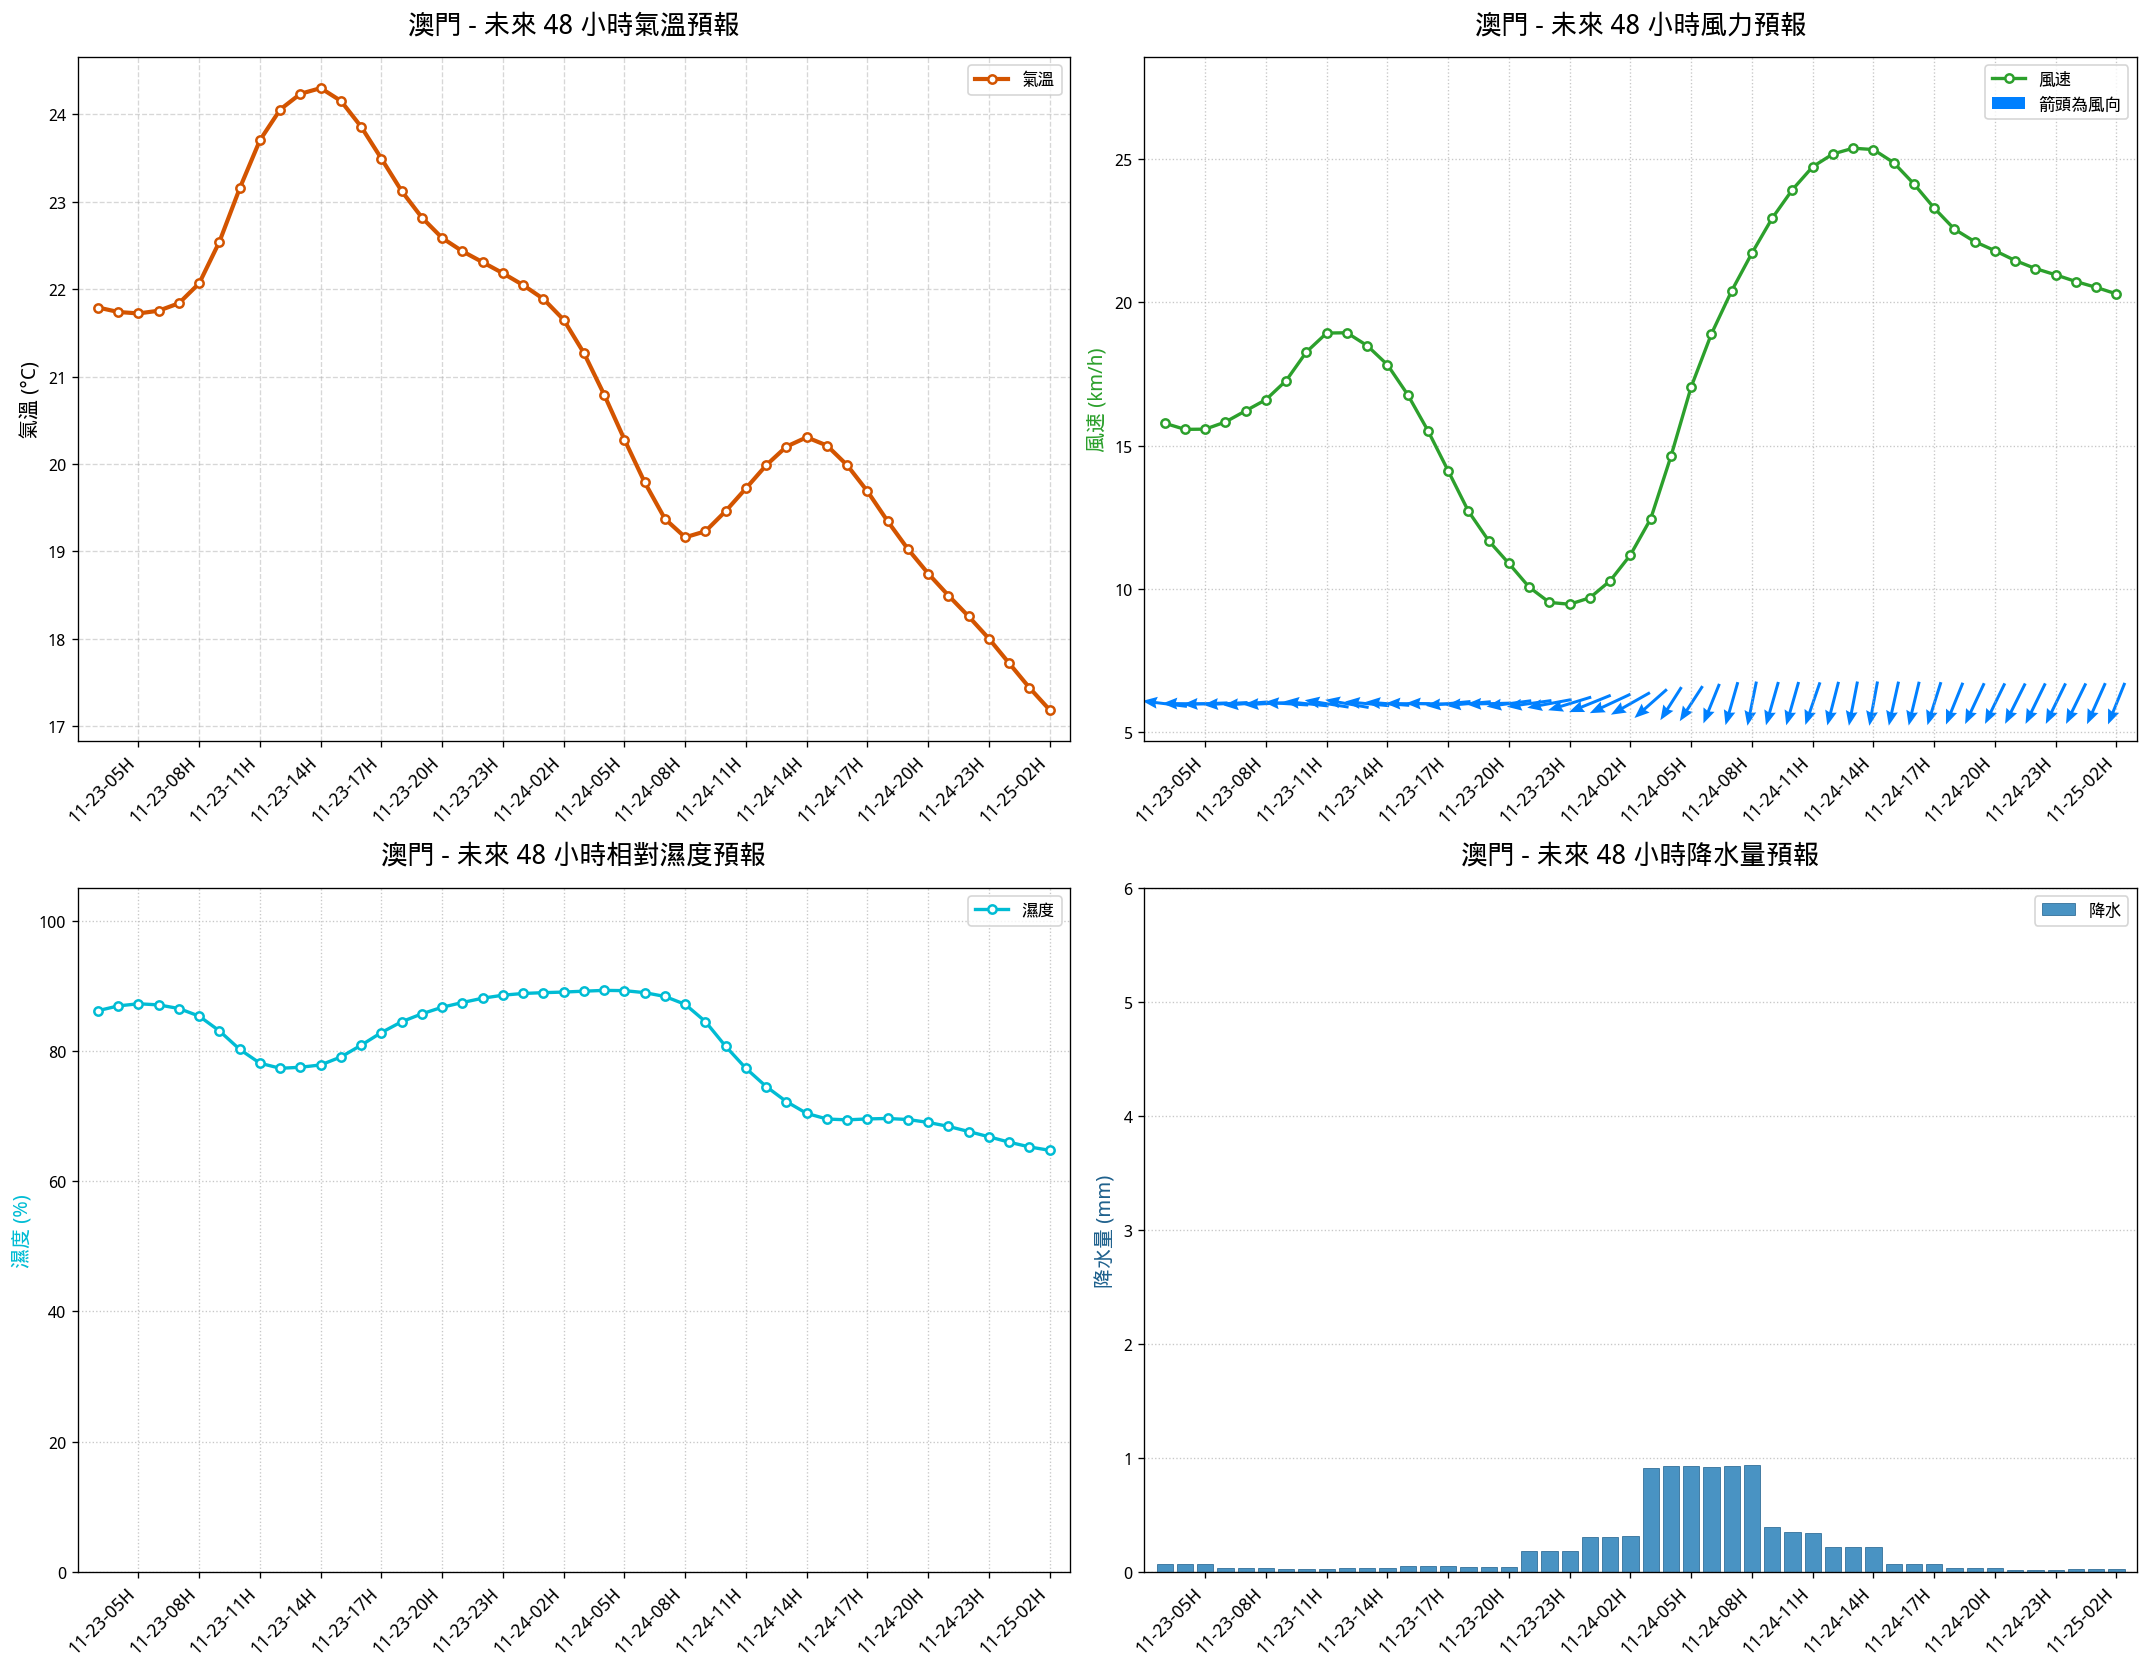 澳門 - 未來 48 小時氣溫預報
氣溫
24
23
22
21
20
19
18
17
氣溫 (°C)
11-23-05H
11-23-08H
11-23-11H
11-23-14H
11-23-17H
11-23-20H
11-23-23H
11-24-02H
11-24-05H
11-24-08H
11-24-11H
11-24-14H
11-24-17H
11-24-20H
11-24-23H
11-25-02H
澳門 - 未來 48 小時風力預報
風速
箭頭為風向
25
20
15
10
5
風速 (km/h)
11-23-05H
11-23-08H
11-23-11H
11-23-14H
11-23-17H
11-23-20H
11-23-23H
11-24-02H
11-24-05H
11-24-08H
11-24-11H
11-24-14H
11-24-17H
11-24-20H
11-24-23H
11-25-02H
澳門 - 未來 48 小時相對濕度預報
濕度
100
80
60
40
20
0
濕度 (%)
11-23-05H
11-23-08H
11-23-11H
11-23-14H
11-23-17H
11-23-20H
11-23-23H
11-24-02H
11-24-05H
11-24-08H
11-24-11H
11-24-14H
11-24-17H
11-24-20H
11-24-23H
11-25-02H
澳門 - 未來 48 小時降水量預報
降水
6
5
4
3
2
1
0
降水量 (mm)
11-23-05H
11-23-08H
11-23-11H
11-23-14H
11-23-17H
11-23-20H
11-23-23H
11-24-02H
11-24-05H
11-24-08H
11-24-11H
11-24-14H
11-24-17H
11-24-20H
11-24-23H
11-25-02H